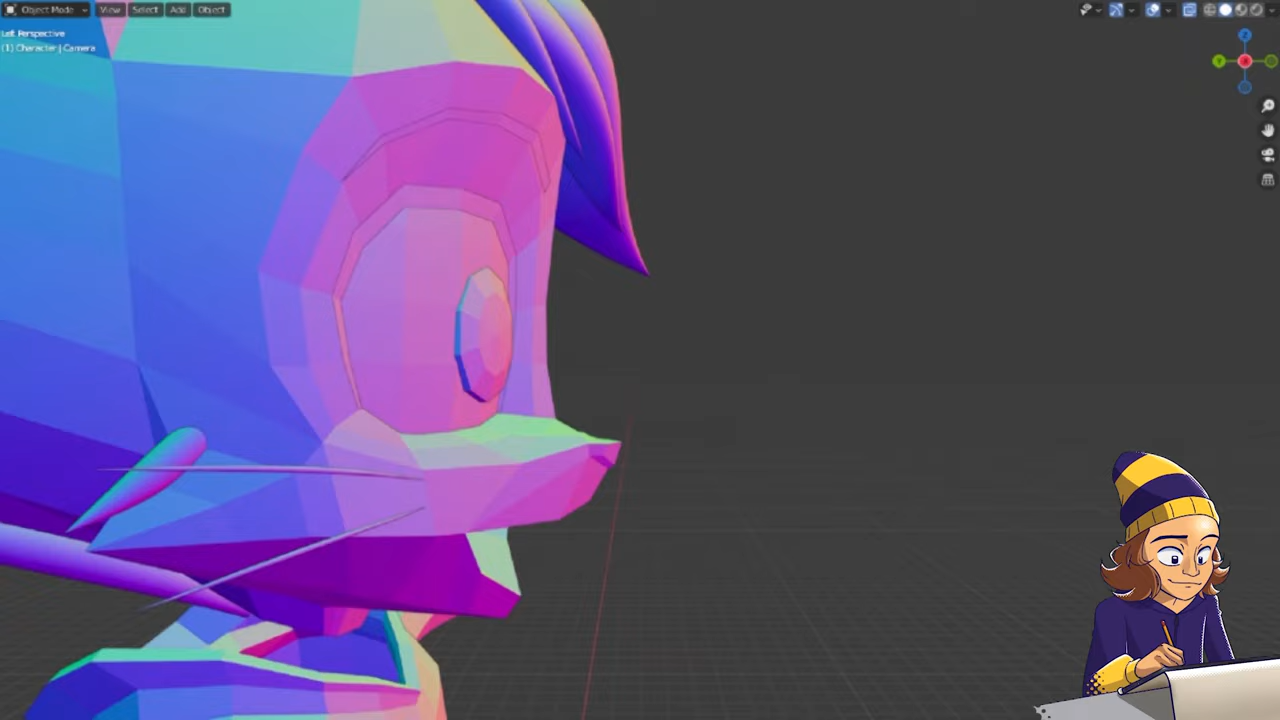 Object Mode View Select Add Object
Left Perspective
(1) Character | Camera
Z
Y